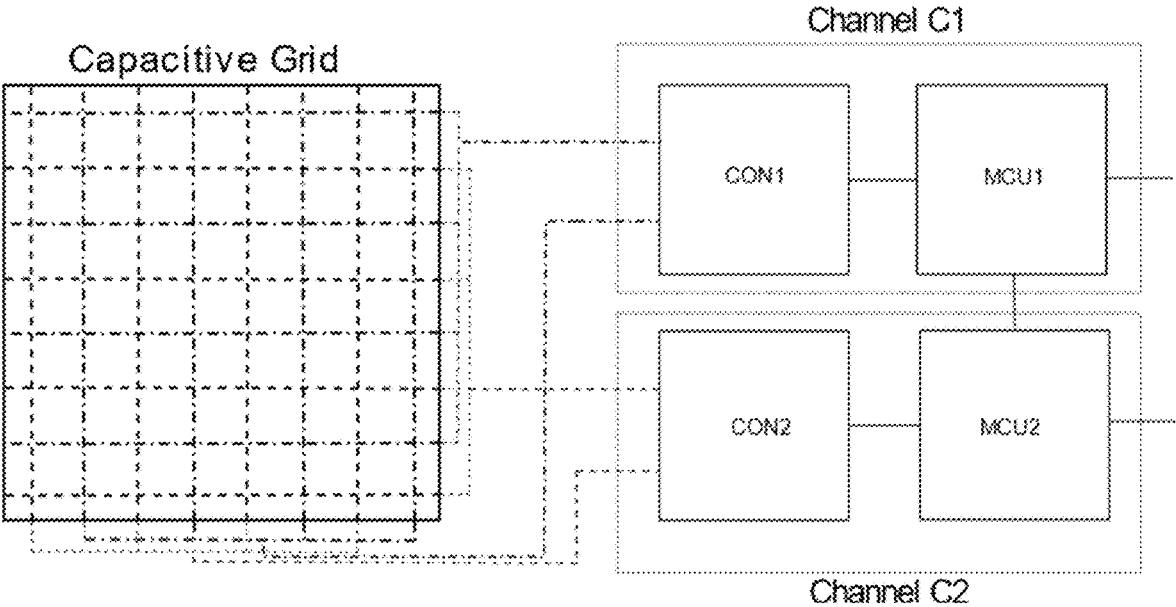 Channel C1
Capacitive Grid
CON1
MCU1
CON2
MCU2
Channel C2